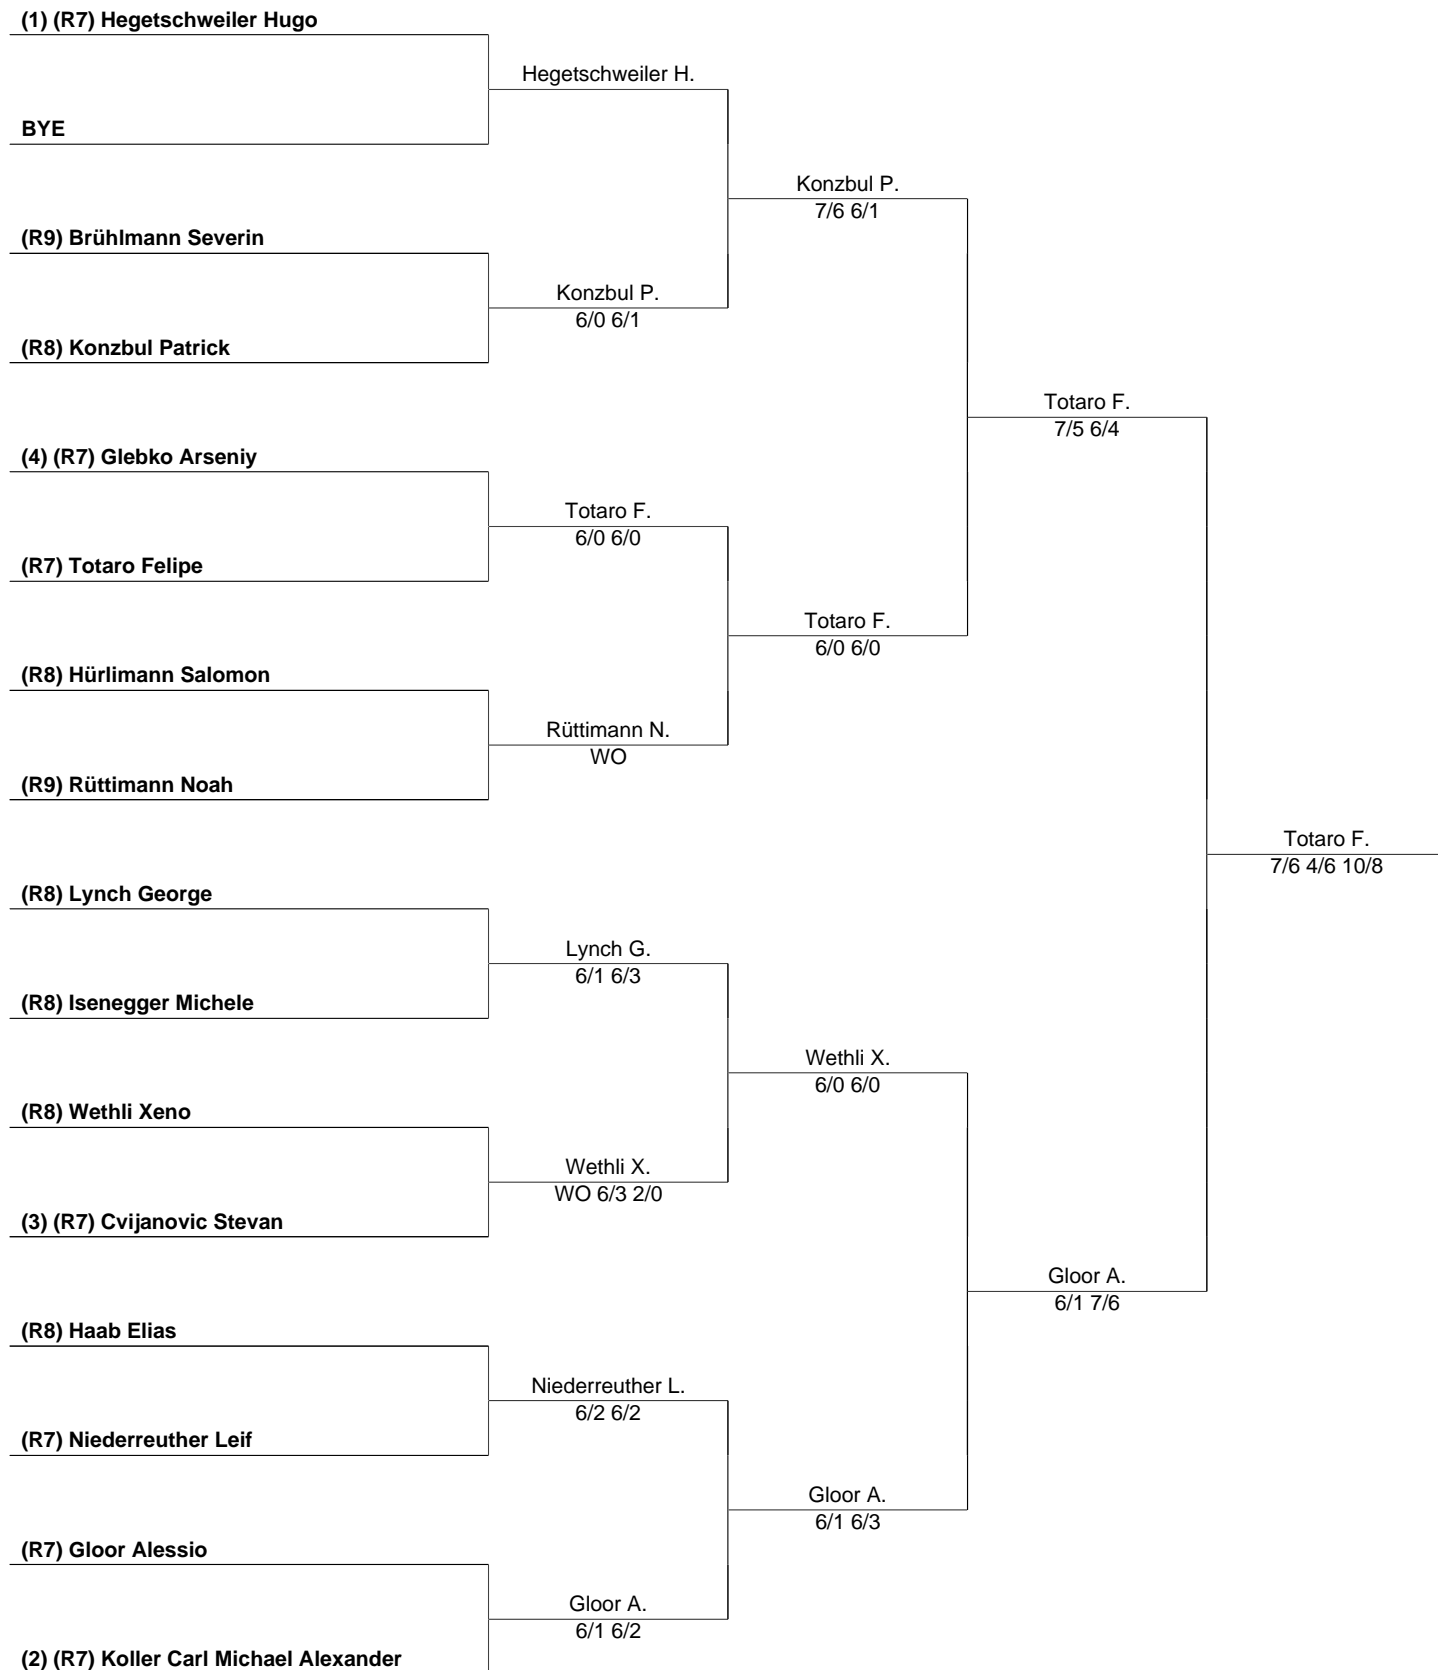 (1) (R7) Hegetschweiler Hugo
Hegetschweiler H.
BYE
Konzbul P.
7/6 6/1
(R9) Brühlmann Severin
Konzbul P.
6/0 6/1
(R8) Konzbul Patrick
Totaro F.
7/5 6/4
(4) (R7) Glebko Arseniy
Totaro F.
6/0 6/0
(R7) Totaro Felipe
Totaro F.
6/0 6/0
(R8) Hürlimann Salomon
Rüttimann N.
WO
(R9) Rüttimann Noah
Totaro F.
7/6 4/6 10/8
(R8) Lynch George
Lynch G.
6/1 6/3
(R8) Isenegger Michele
Wethli X.
6/0 6/0
(R8) Wethli Xeno
Wethli X.
WO 6/3 2/0
(3) (R7) Cvijanovic Stevan
Gloor A.
6/1 7/6
(R8) Haab Elias
Niederreuther L.
6/2 6/2
(R7) Niederreuther Leif
Gloor A.
6/1 6/3
(R7) Gloor Alessio
Gloor A.
6/1 6/2
(2) (R7) Koller Carl Michael Alexander